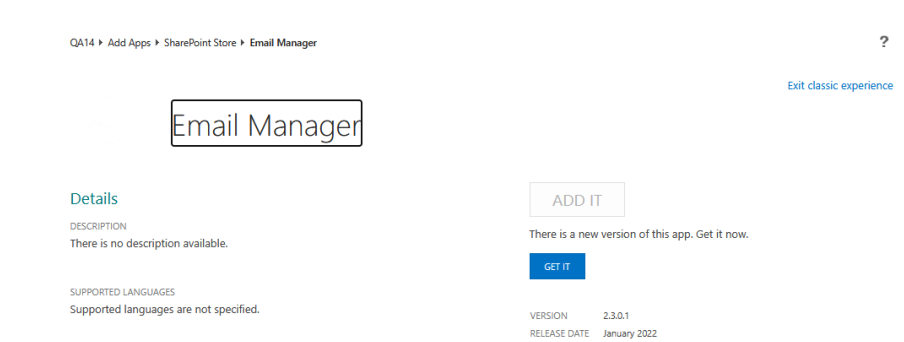 QA14 ▸ Add Apps ▸ SharePoint Store ▸ Email Manager
?
Exit classic experience
Email Manager
Details
DESCRIPTION
There is no description available.
SUPPORTED LANGUAGES
Supported languages are not specified.
ADD IT
There is a new version of this app. Get it now.
GET IT
VERSION 2.3.0.1
RELEASE DATE January 2022